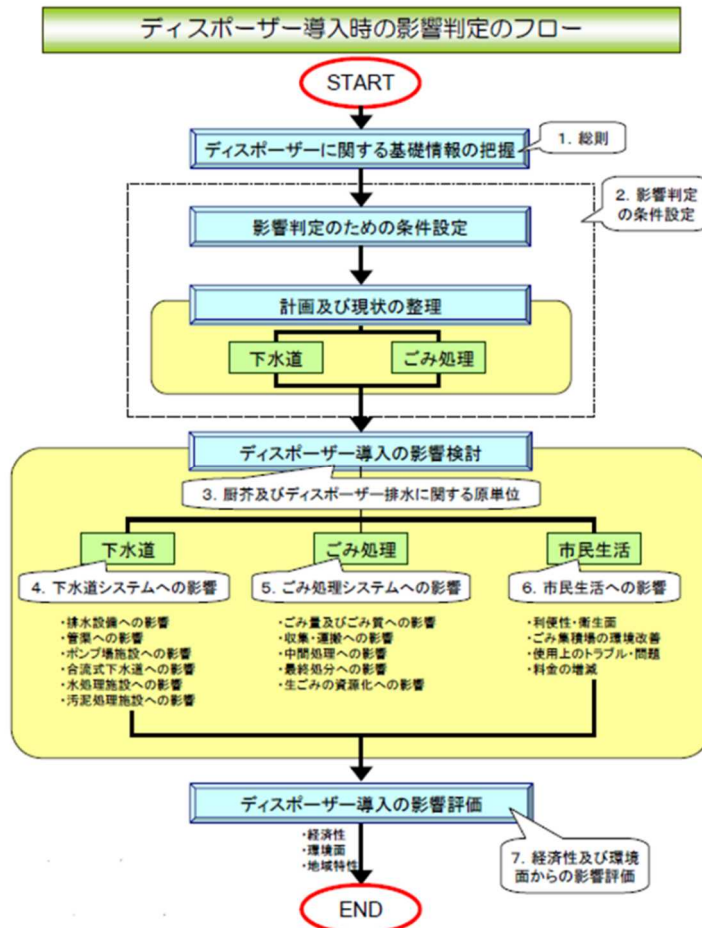 ディスポーザー導入時の影響判定のフロー
START
ディスポーザーに関する基礎情報の把握
1. 総則
2. 影響判定
の条件設定
影響判定のための条件設定
計画及び現状の整理
下水道
ごみ処理
ディスポーザー導入の影響検討
3. 厨芥及びディスポーザー排水に関する原単位
下水道
ごみ処理
市民生活
4. 下水道システムへの影響
5. ごみ処理システムへの影響
6. 市民生活への影響
・排水設備への影響
・管渠への影響
・ポンプ場施設への影響
・合流式下水道への影響
・水処理施設への影響
・汚泥処理施設への影響
・ごみ量及びごみ質への影響
・収集・運搬への影響
・中間処理への影響
・最終処分への影響
・生ごみの資源化への影響
・利便性・衛生面
・ごみ集積場の環境改善
・使用上のトラブル・問題
・料金の増減
ディスポーザー導入の影響評価
・経済性
・環境面
・地域特性
7. 経済性及び環境
面からの影響評価
END